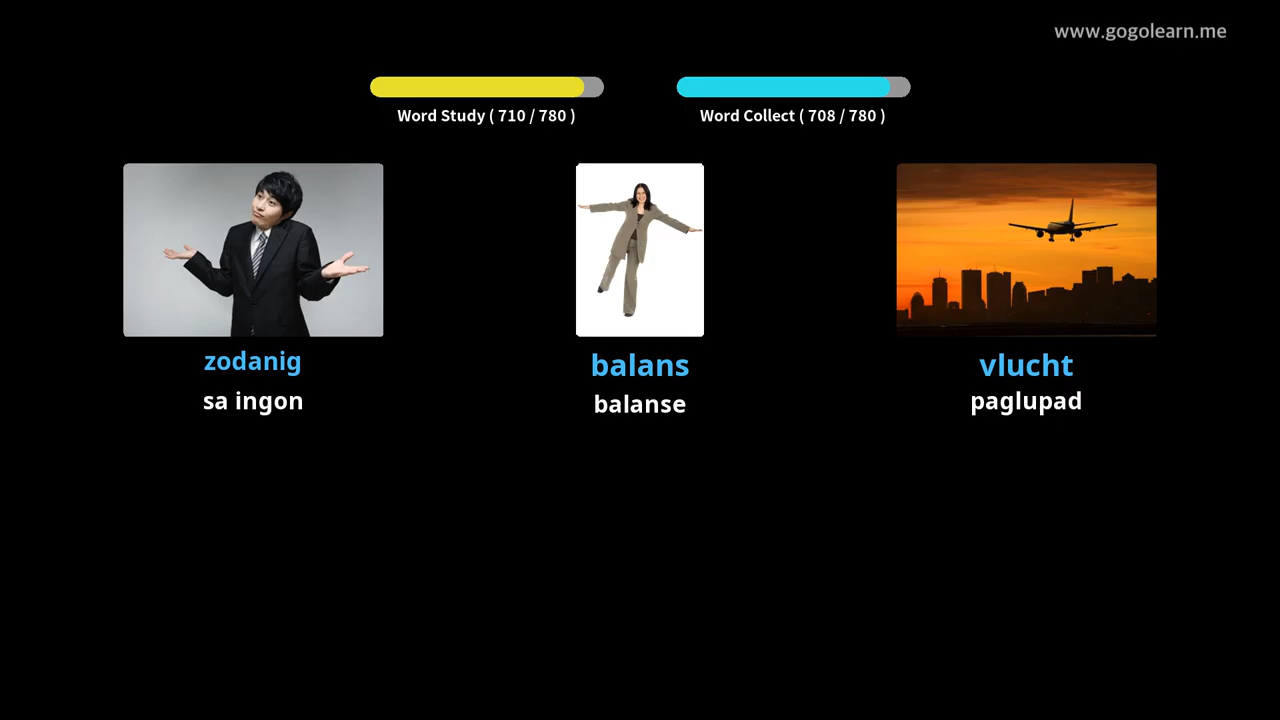 www.gogolearn.me
Word Study ( 710 / 780 )
Word Collect ( 708 / 780 )
zodanig
sa ingon
balans
balanse
vlucht
paglupad